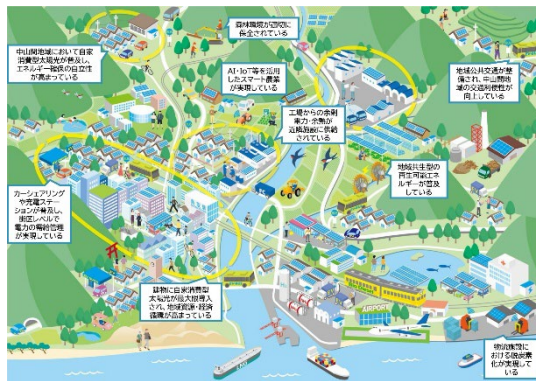 中山間地域において自家
消費型太陽光が普及し、
エネルギー確保の自立性
が高まっている
森林環境が適切に
保全されている
AI・IoT等を活用
したスマート農業
が実現している
工場からの余剰
電力・余熱が
近隣施設に供給
されている
地域公共交通が整
備され、中山間地
域の交通利便性が
向上している
地域共生型の
再生可能エネ
ルギーが普及
している
カーシェアリング
や充電ステー
ションが普及し、
街区レベルで
電力の需給管理
が実現している
建物に自家消費型
太陽光が最大限導入
され、地域資源・経済
循環が高まっている
物流施設に
おける脱炭素
化が実現して
いる
AIRPORT
LNG